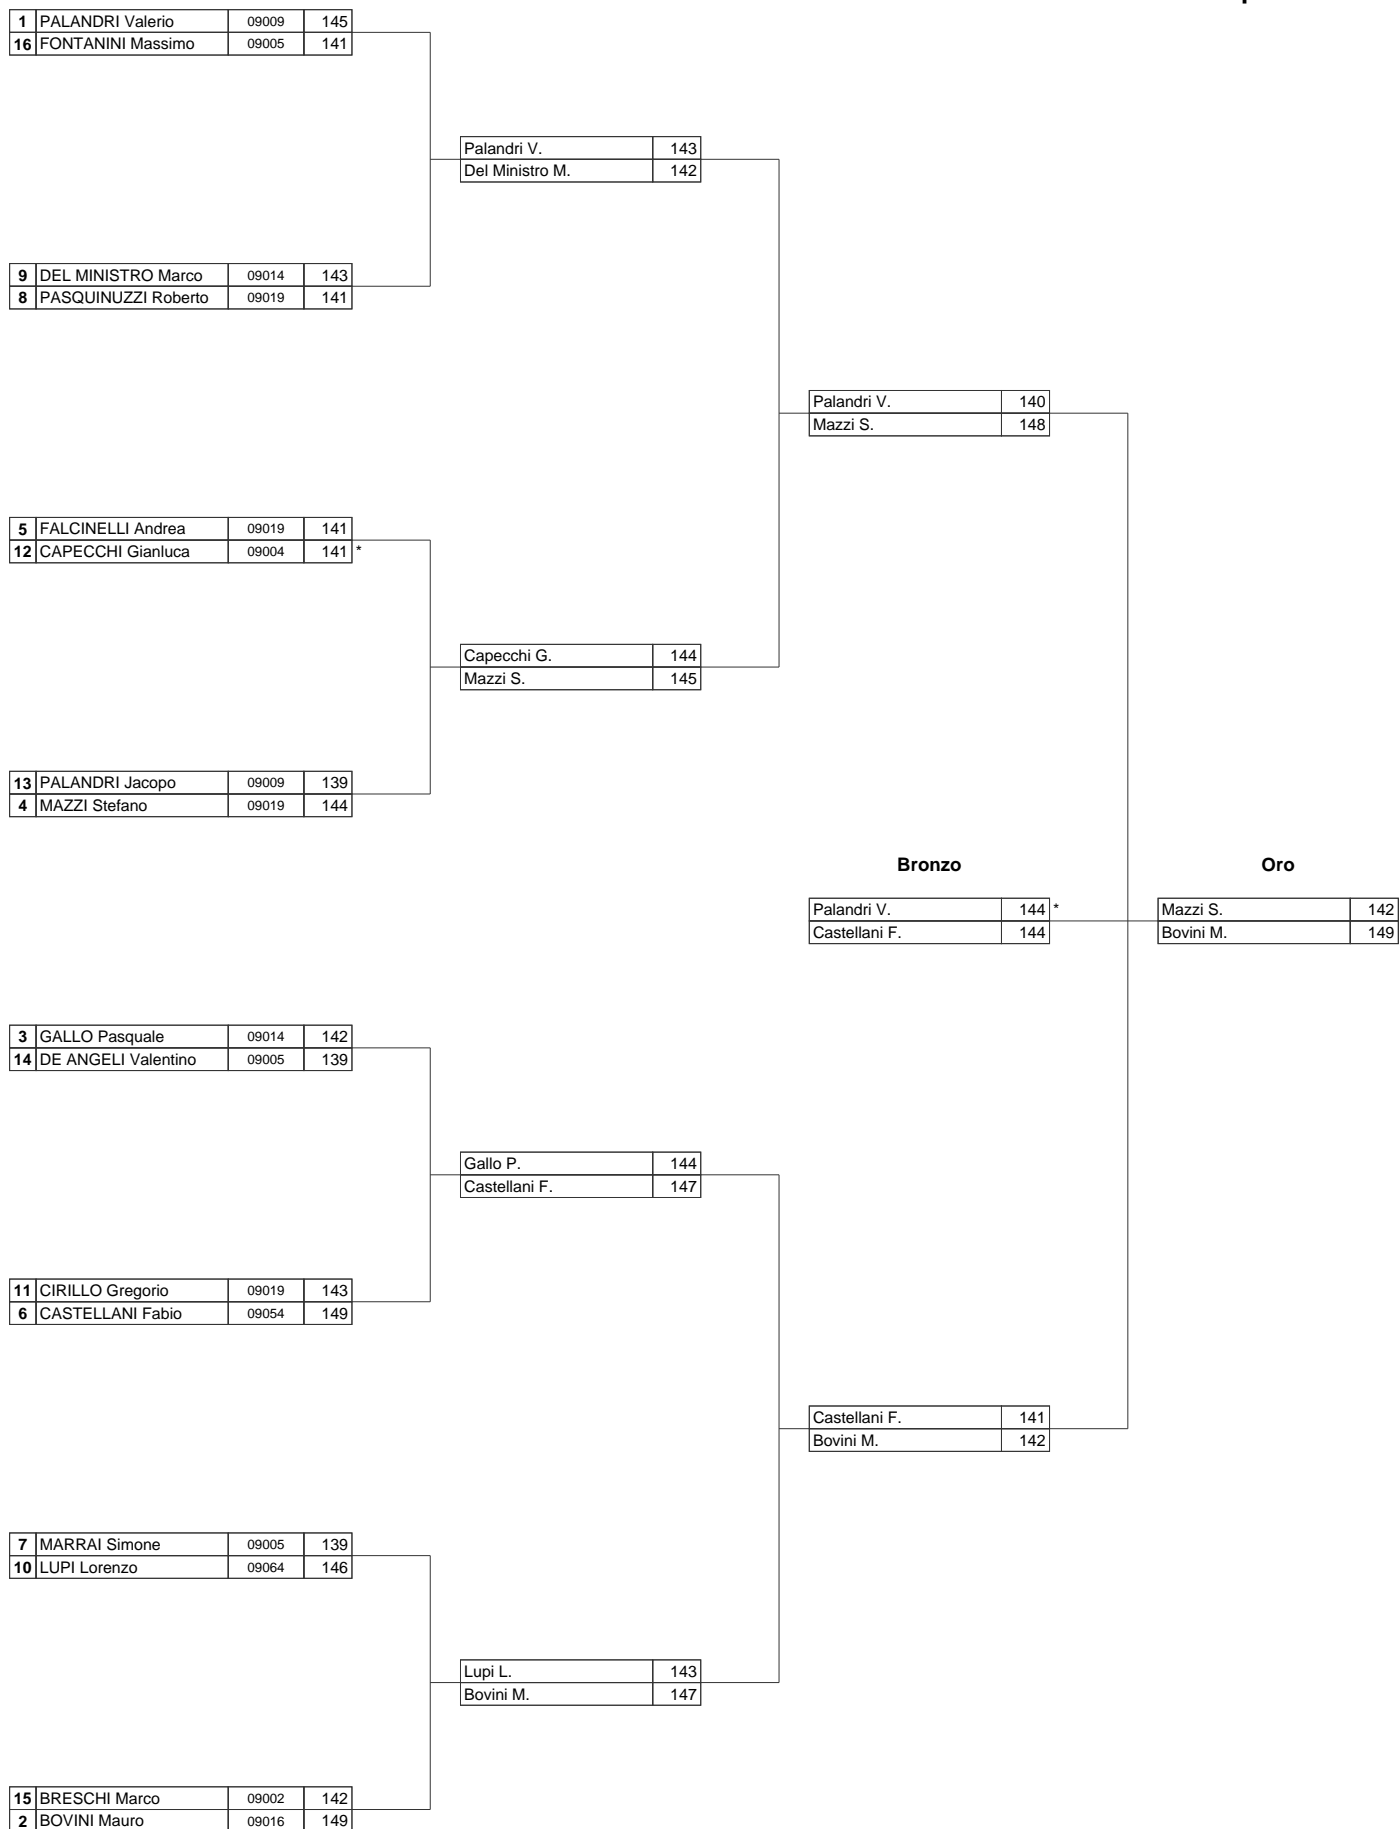 1 PALANDRI Valerio 09009 145
16 FONTANINI Massimo 09005 141
Palandri V. 143
Del Ministro M. 142
9 DEL MINISTRO Marco 09014 143
8 PASQUINUZZI Roberto 09019 141
Palandri V. 140
Mazzi S. 148
5 FALCINELLI Andrea 09019 141
12 CAPECCHI Gianluca 09004 141 *
Capecchi G. 144
Mazzi S. 145
13 PALANDRI Jacopo 09009 139
4 MAZZI Stefano 09019 144
Bronzo Oro
Palandri V. 144 * Mazzi S. 142
Castellani F. 144 Bovini M. 149
3 GALLO Pasquale 09014 142
14 DE ANGELI Valentino 09005 139
Gallo P. 144
Castellani F. 147
11 CIRILLO Gregorio 09019 143
6 CASTELLANI Fabio 09054 149
Castellani F. 141
Bovini M. 142
7 MARRAI Simone 09005 139
10 LUPI Lorenzo 09064 146
Lupi L. 143
Bovini M. 147
15 BRESCHI Marco 09002 142
2 BOVINI Mauro 09016 149